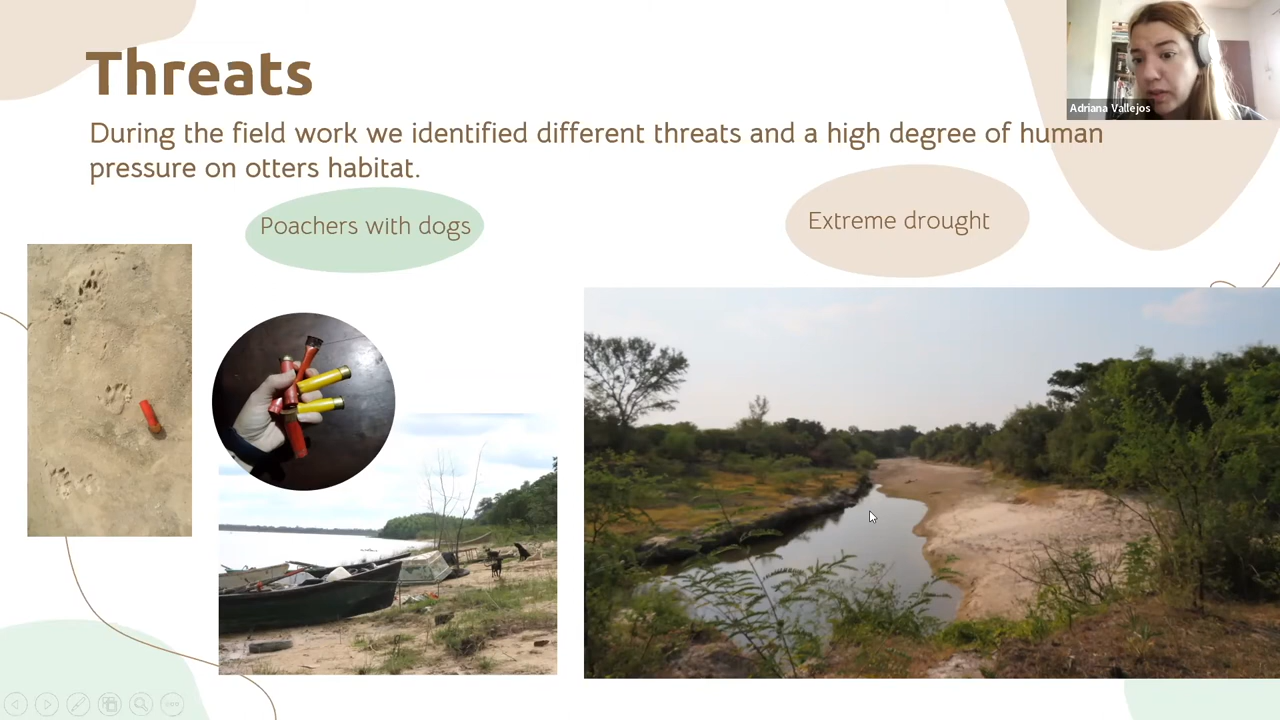 Threats
Adriana Vallejos
During the field work we identified different threats and a high degree of human
pressure on otters habitat.
Poachers with dogs
Extreme drought